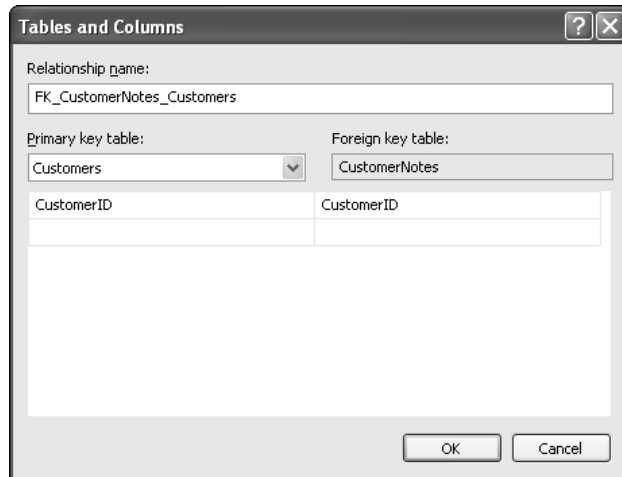 Tables and Columns
Relationship name:
FK_CustomerNotes_Customers
Primary key table:
Foreign key table:
Customers
CustomerNotes
CustomerID
CustomerID
OK
Cancel